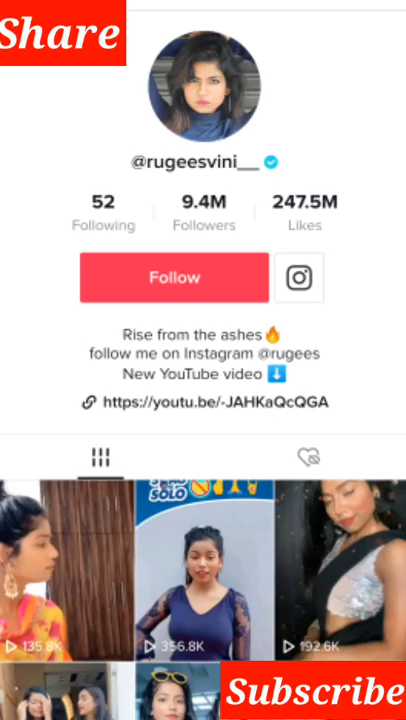 Share
@rugeesvini__
52
9.4M
247.5M
Following
Followers
Likes
Follow
Rise from the ashes🔥
follow me on Instagram @rugees
New YouTube video ⬇️
https://youtu.be/-JAHKaQcQGA
SOLO
135.8K
356.8K
192.6K
Subscribe